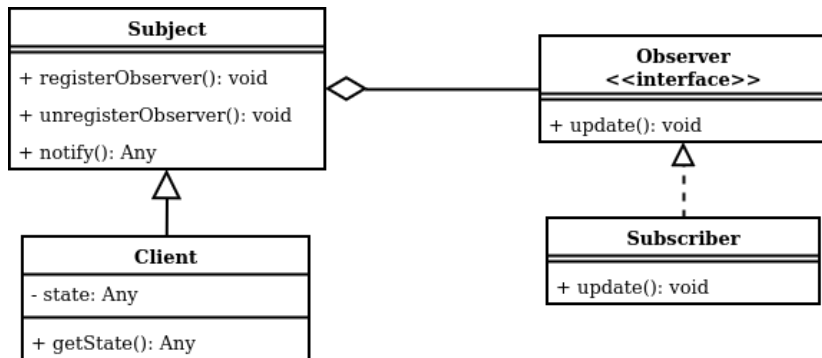 Subject
+ registerObserver(): void
+ unregisterObserver(): void
+ notify(): Any
Observer
<<interface>>
+ update(): void
Client
- state: Any
+ getState(): Any
Subscriber
+ update(): void